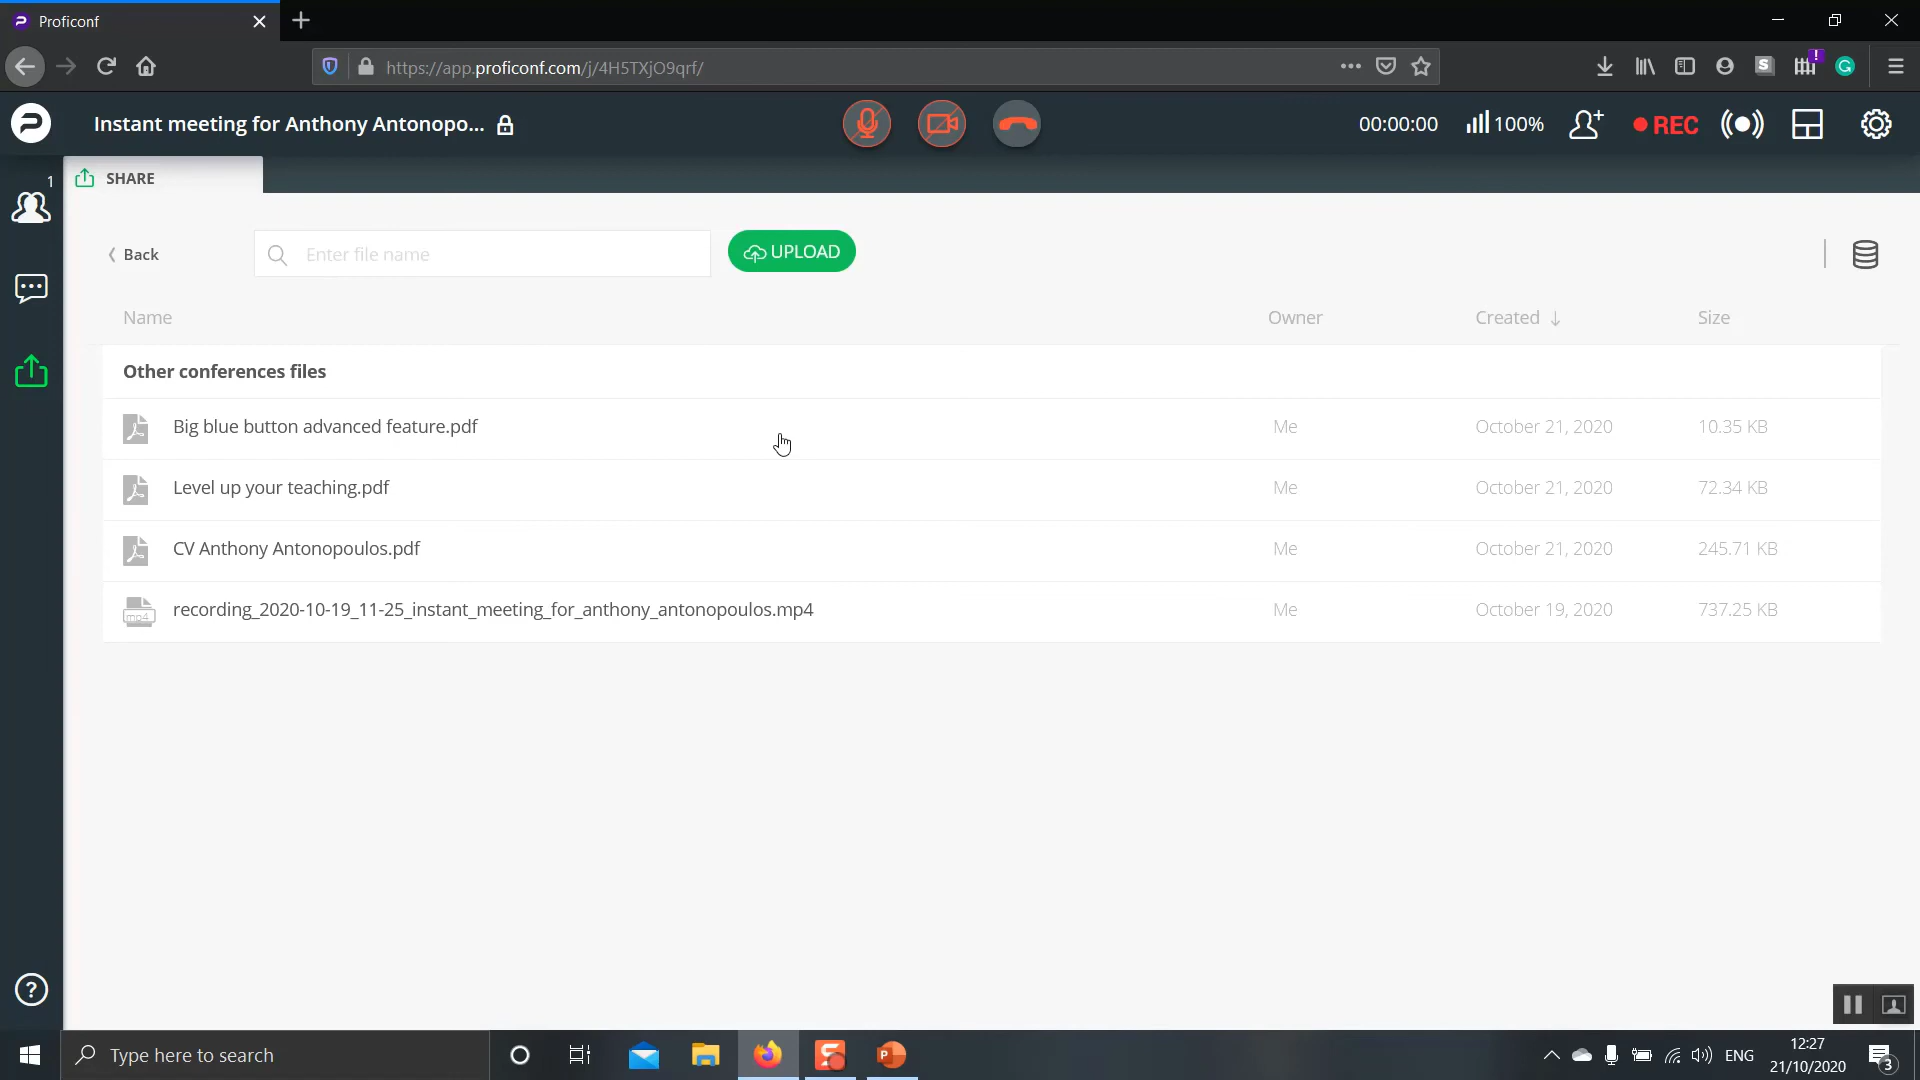 Proficonf
https://app.proficonf.com/j/4H5TXjO9qrf/
Instant meeting for Anthony Antonopo...
00:00:00
100%
REC
1
SHARE
Back
Enter file name
UPLOAD
Name Owner Created ↓ Size
Other conferences files
Big blue button advanced feature.pdf Me October 21, 2020 10.35 KB
Level up your teaching.pdf Me October 21, 2020 72.34 KB
CV Anthony Antonopoulos.pdf Me October 21, 2020 245.71 KB
mp4 recording_2020-10-19_11-25_instant_meeting_for_anthony_antonopoulos.mp4 Me October 19, 2020 737.25 KB
Type here to search
ENG
12:27
21/10/2020
3